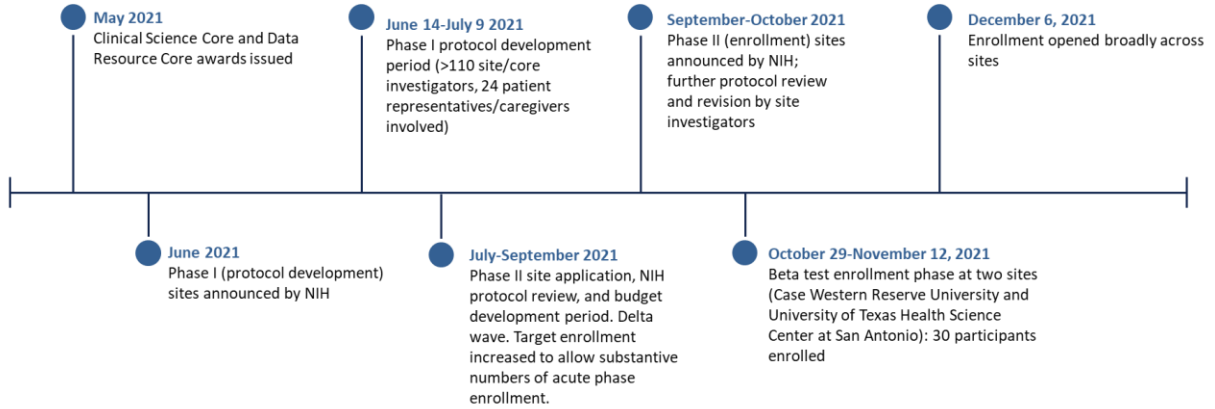 May 2021
Clinical Science Core and Data
Resource Core awards issued
June 14-July 9 2021
Phase I protocol development
period (>110 site/core
investigators, 24 patient
representatives/caregivers
involved)
September-October 2021
Phase II (enrollment) sites
announced by NIH;
further protocol review
and revision by site
investigators
December 6, 2021
Enrollment opened broadly across
sites
June 2021
Phase I (protocol development)
sites announced by NIH
July-September 2021
Phase II site application, NIH
protocol review, and budget
development period. Delta
wave. Target enrollment
increased to allow substantive
numbers of acute phase
enrollment.
October 29-November 12, 2021
Beta test enrollment phase at two sites
(Case Western Reserve University and
University of Texas Health Science
Center at San Antonio): 30 participants
enrolled